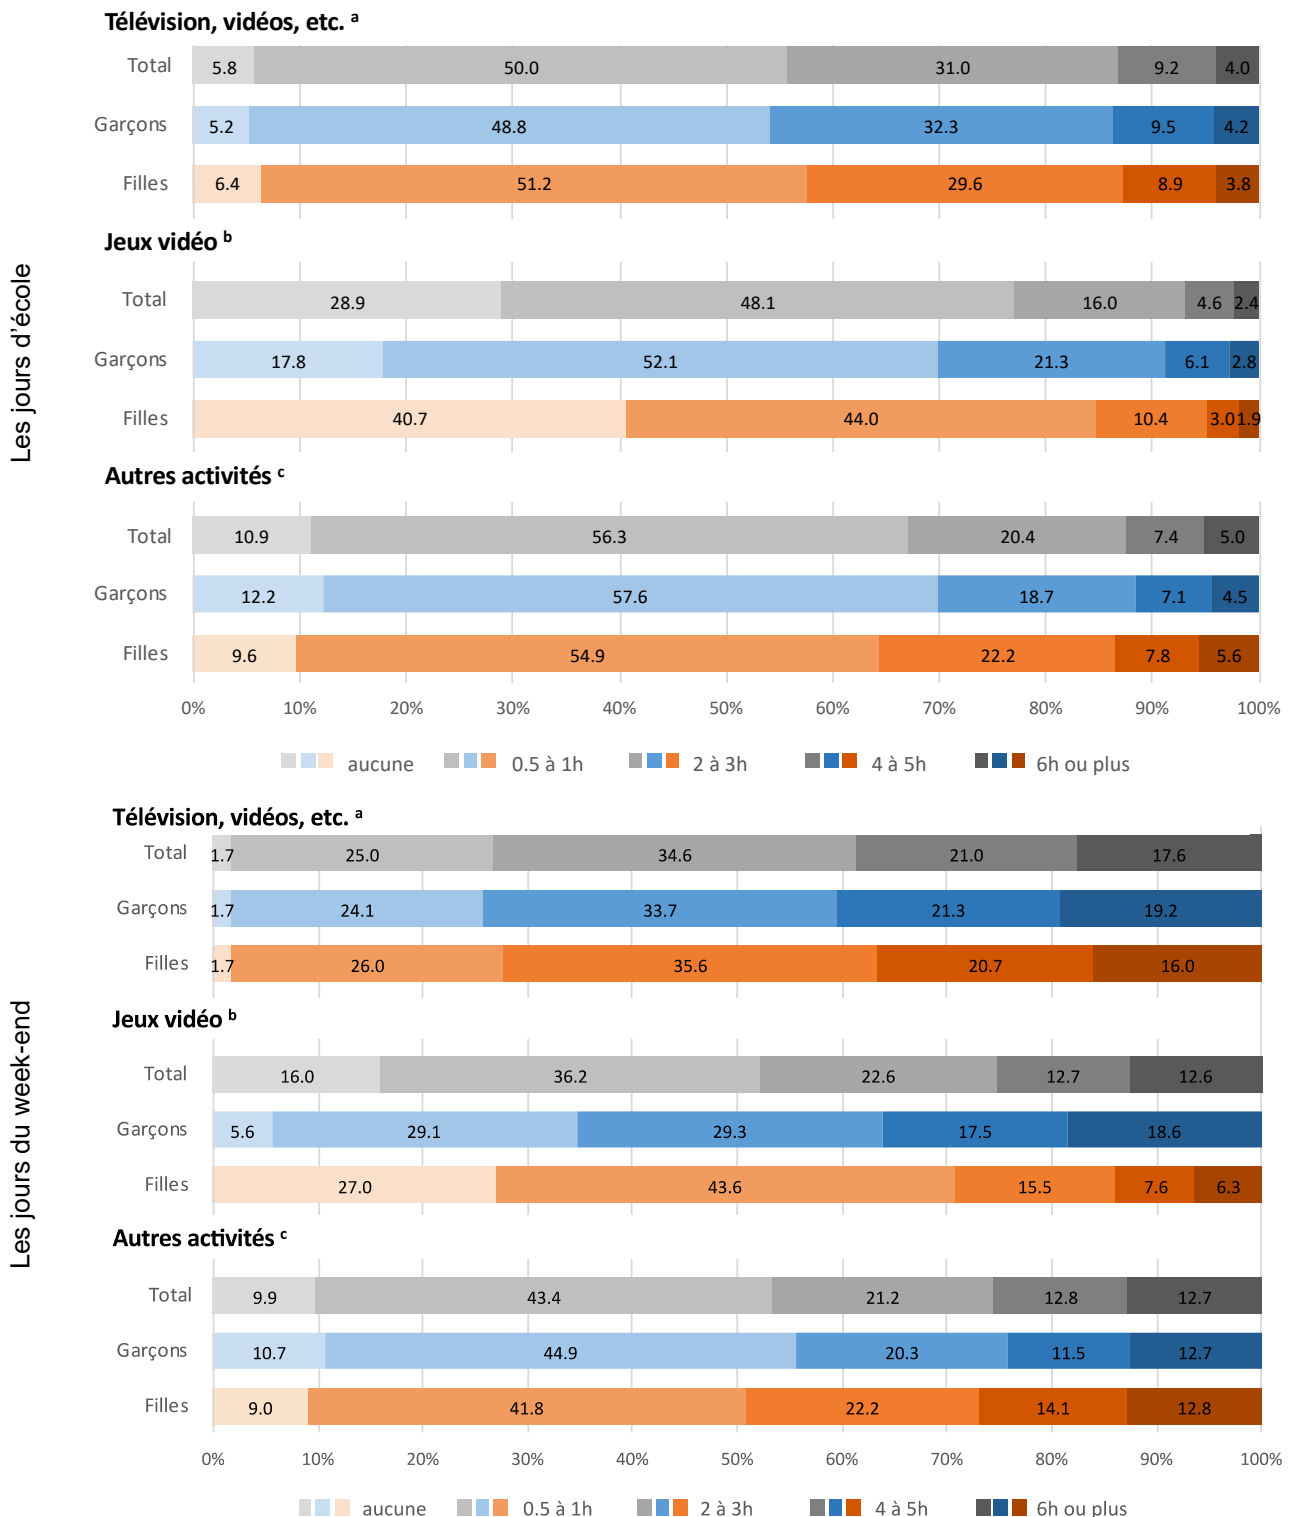 Les jours d'école
Télévision, vidéos, etc. a
Total 5.8 50.0 31.0 9.2 4.0
Garçons 5.2 48.8 32.3 9.5 4.2
Filles 6.4 51.2 29.6 8.9 3.8
Jeux vidéo b
Total 28.9 48.1 16.0 4.6 2.4
Garçons 17.8 52.1 21.3 6.1 2.8
Filles 40.7 44.0 10.4 3.0 1.9
Autres activités c
Total 10.9 56.3 20.4 7.4 5.0
Garçons 12.2 57.6 18.7 7.1 4.5
Filles 9.6 54.9 22.2 7.8 5.6
0% 10% 20% 30% 40% 50% 60% 70% 80% 90% 100%
aucune 0.5 à 1h 2 à 3h 4 à 5h 6h ou plus
Les jours du week-end
Télévision, vidéos, etc. a
Total 1.7 25.0 34.6 21.0 17.6
Garçons 1.7 24.1 33.7 21.3 19.2
Filles 1.7 26.0 35.6 20.7 16.0
Jeux vidéo b
Total 16.0 36.2 22.6 12.7 12.6
Garçons 5.6 29.1 29.3 17.5 18.6
Filles 27.0 43.6 15.5 7.6 6.3
Autres activités c
Total 9.9 43.4 21.2 12.8 12.7
Garçons 10.7 44.9 20.3 11.5 12.7
Filles 9.0 41.8 22.2 14.1 12.8
0% 10% 20% 30% 40% 50% 60% 70% 80% 90% 100%
aucune 0.5 à 1h 2 à 3h 4 à 5h 6h ou plus